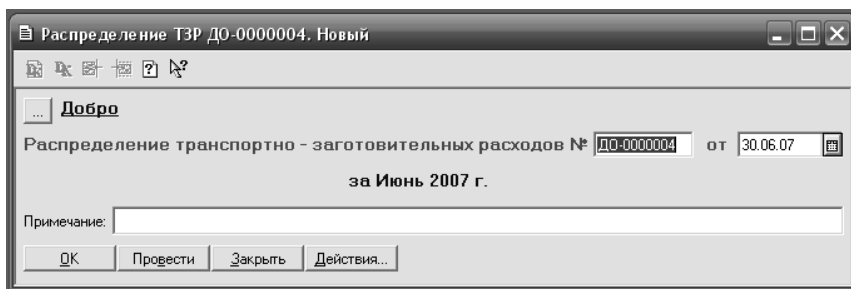 Распределение ТЗР ДО-0000004. Новый
... Добро
Распределение транспортно - заготовительных расходов № ДО-0000004 от 30.06.07
за Июнь 2007 г.
Примечание:
OK Провести Закрыть Действия...